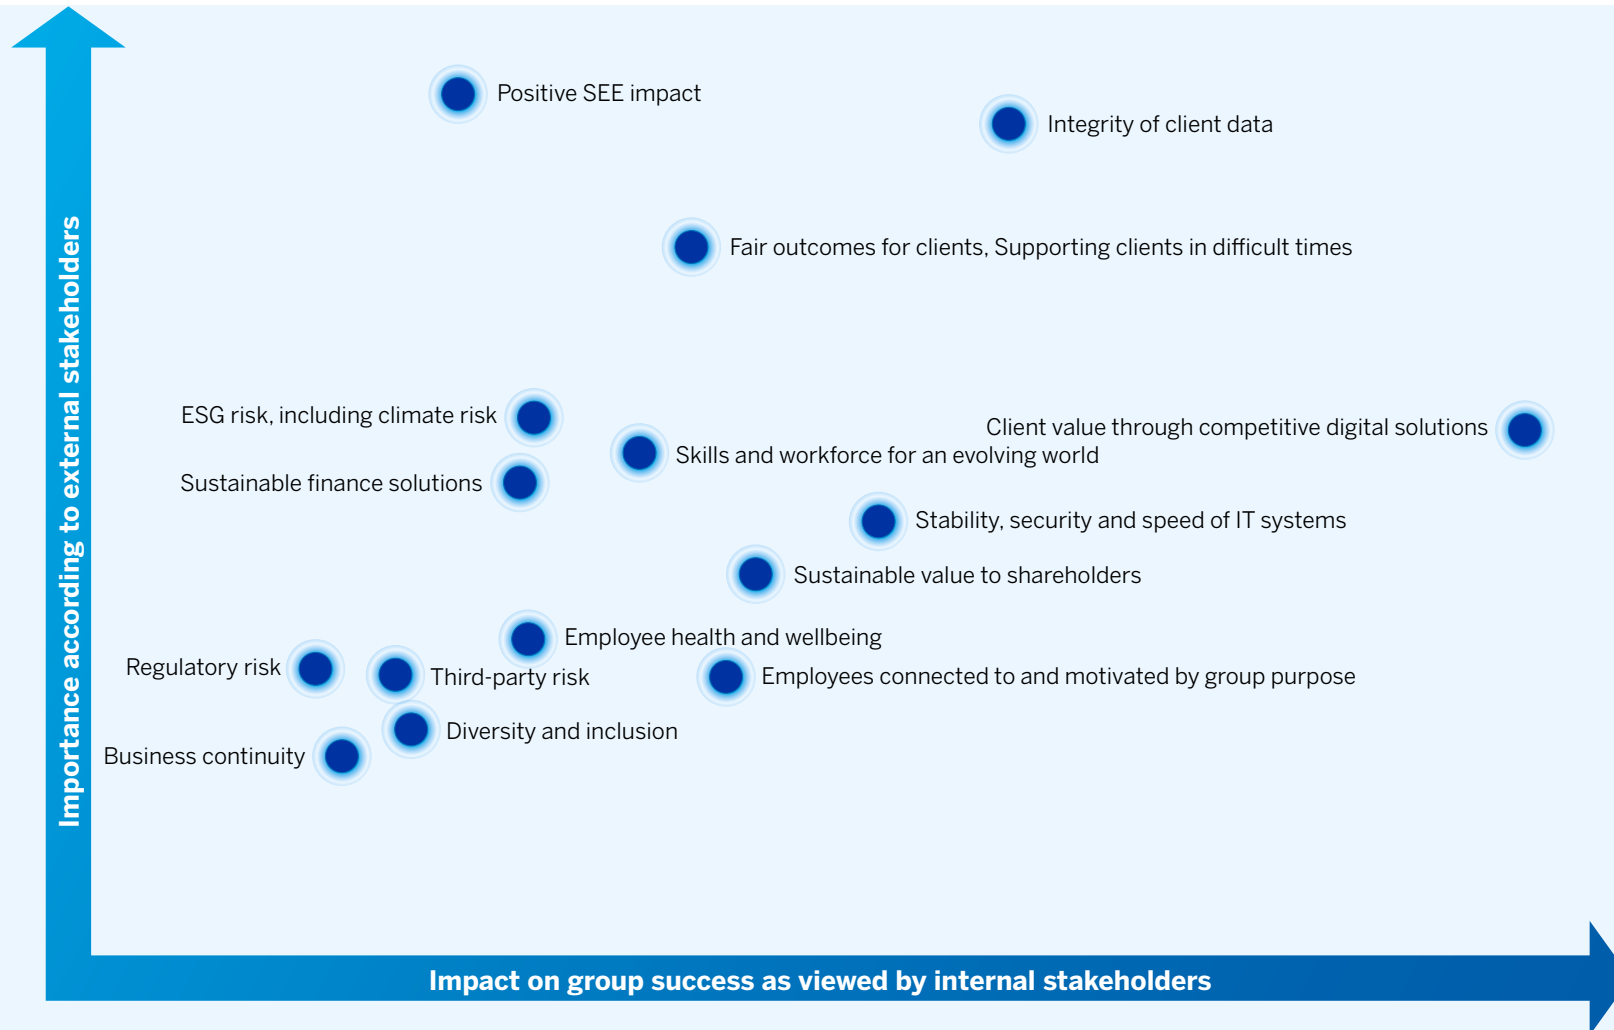 Positive SEE impact
Integrity of client data
Fair outcomes for clients, Supporting clients in difficult times
ESG risk, including climate risk
Client value through competitive digital solutions
Skills and workforce for an evolving world
Sustainable finance solutions
Stability, security and speed of IT systems
Sustainable value to shareholders
Employee health and wellbeing
Regulatory risk
Third-party risk
Employees connected to and motivated by group purpose
Diversity and inclusion
Business continuity
Importance according to external stakeholders
Impact on group success as viewed by internal stakeholders